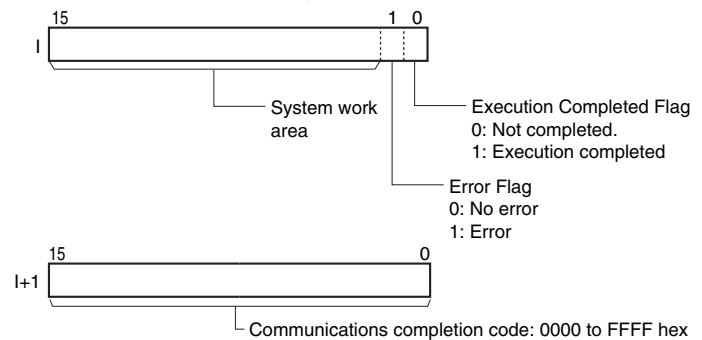 15 1 0
I
System work
area
Execution Completed Flag
0: Not completed.
1: Execution completed
Error Flag
0: No error
1: Error
15 0
I+1
Communications completion code: 0000 to FFFF hex